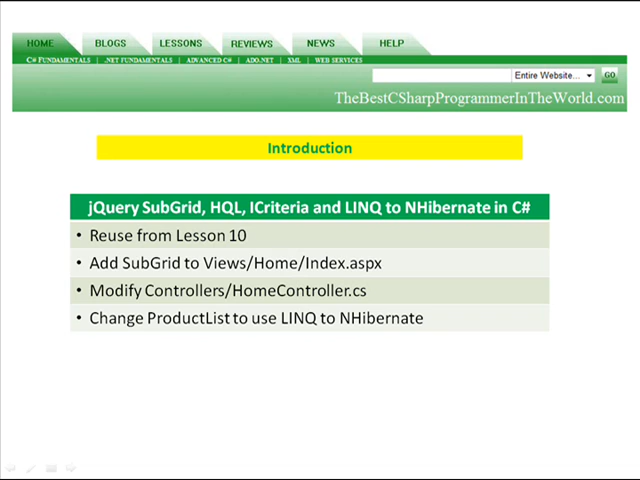 HOME BLOGS LESSONS REVIEWS NEWS HELP
C# FUNDAMENTALS | .NET FUNDAMENTALS | ADVANCED C# | ADO.NET | XML | WEB SERVICES
Entire Website... GO
TheBestCSharpProgrammerInTheWorld.com
Introduction
jQuery SubGrid, HQL, ICriteria and LINQ to NHibernate in C#
• Reuse from Lesson 10
• Add SubGrid to Views/Home/Index.aspx
• Modify Controllers/HomeController.cs
• Change ProductList to use LINQ to NHibernate